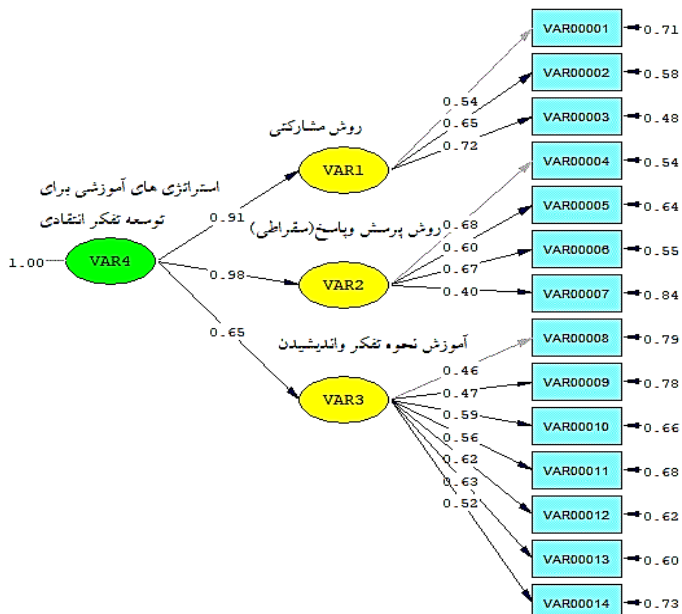 VAR00001 0.71
VAR00002 0.58
0.54
روش مشارکتی
0.65
VAR00003 0.48
0.72
VAR1
VAR00004 0.54
استراتژی های آموزشی برای
توسعه تفکر انتقادی
0.91
روش پرسش وپاسخ(سقراطی)
0.68
VAR00005 0.64
0.60
1.00
VAR4
0.98
VAR2
0.67
VAR00006 0.55
0.40
VAR00007 0.84
0.65
آموزش نحوه تفکر واندیشیدن
VAR00008 0.79
0.46
VAR00009 0.78
0.47
VAR3
0.59
VAR00010 0.66
0.56
0.62
VAR00011 0.68
0.63
0.52
VAR00012 0.62
VAR00013 0.60
VAR00014 0.73